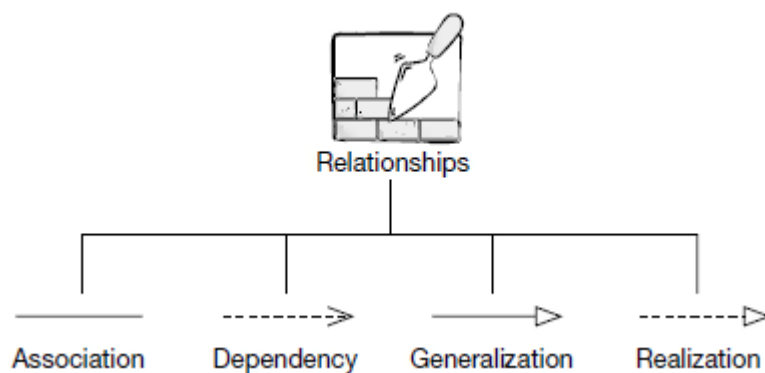 Relationships
Association
Dependency
Generalization
Realization